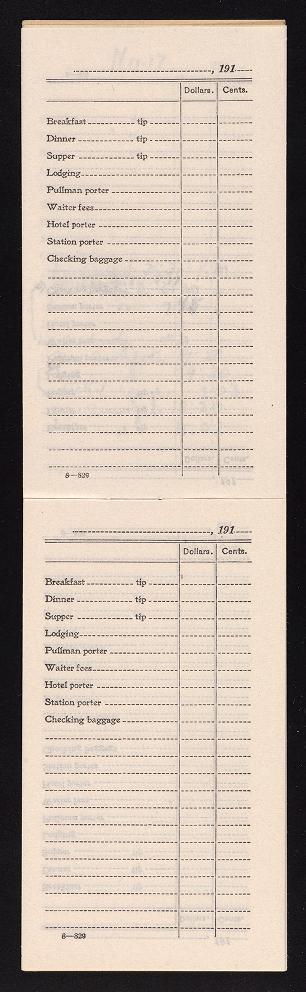 , 191
Dollars. Cents.
Breakfast tip
Dinner tip
Supper tip
Lodging
Pullman porter
Waiter fees
Hotel porter
Station porter
Checking baggage
8—829
, 191
Dollars. Cents.
Breakfast tip
Dinner tip
Supper tip
Lodging
Pullman porter
Waiter fees
Hotel porter
Station porter
Checking baggage
8—829